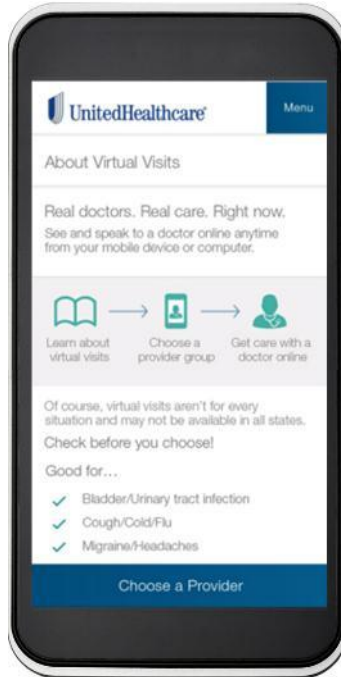 UnitedHealthcare®
Menu
About Virtual Visits
Real doctors. Real care. Right now.
See and speak to a doctor online anytime
from your mobile device or computer.
Learn about
virtual visits
Choose a
provider group
Get care with a
doctor online
Of course, virtual visits aren't for every
situation and may not be available in all states.
Check before you choose!
Good for…
Bladder/Urinary tract infection
Cough/Cold/Flu
Migraine/Headaches
Choose a Provider